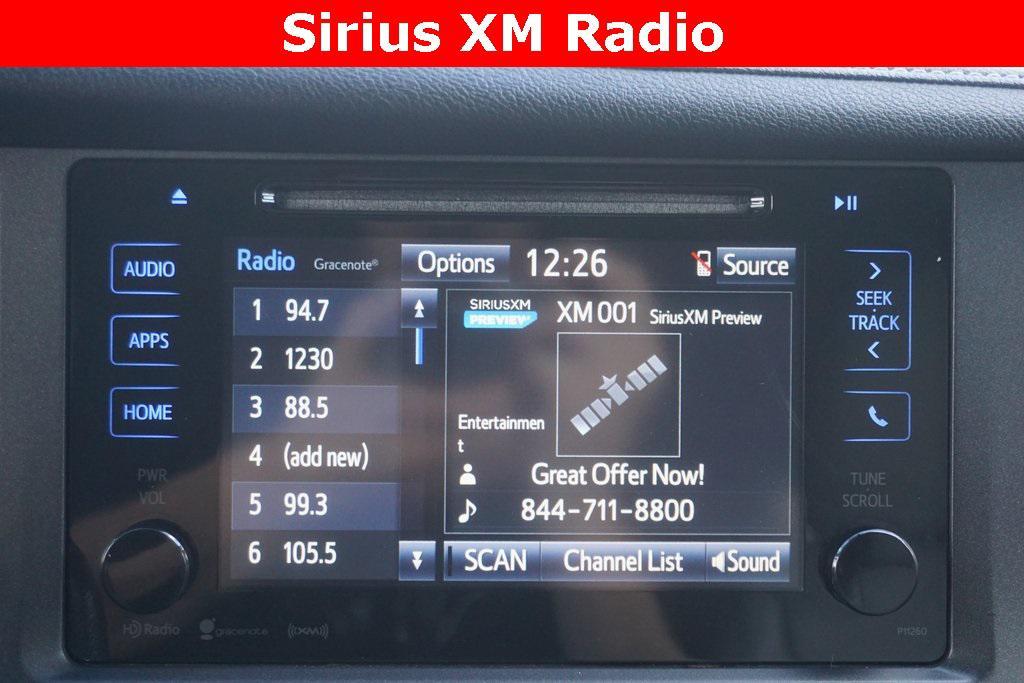 Sirius XM Radio
AUDIO
APPS
HOME
PWR
VOL
Radio Gracenote® Options 12:26 Source
1 94.7
2 1230
3 88.5
4 (add new)
5 99.3
6 105.5
SIRIUSXM
PREVIEW
XM 001 SiriusXM Preview
Entertainmen
t
Great Offer Now!
844-711-8800
SCAN Channel List Sound
SEEK
TRACK
TUNE
SCROLL
HD Radio gracenote ((XM)) P11260